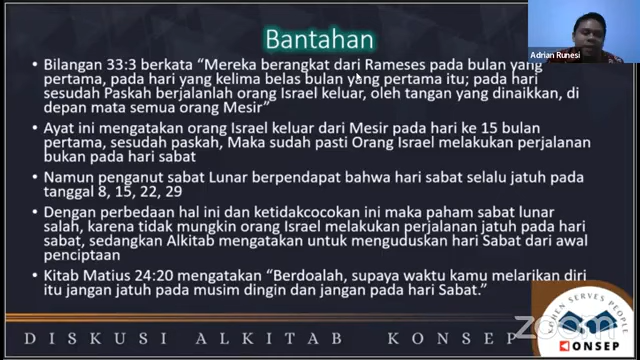 Bantahan
Adrian Runesi
• Bilangan 33:3 berkata "Mereka berangkat dari Rameses pada bulan yang
pertama, pada hari yang kelima belas bulan yang pertama itu; pada hari
sesudah Paskah berjalanlah orang Israel keluar, oleh tangan yang dinaikkan, di
depan mata semua orang Mesir"
• Ayat ini mengatakan orang Israel keluar dari Mesir pada hari ke 15 bulan
pertama, sesudah paskah, Maka sudah pasti Orang Israel melakukan perjalanan
bukan pada hari sabat
• Namun penganut sabat Lunar berpendapat bahwa hari sabat selalu jatuh pada
tanggal 8, 15, 22, 29
• Dengan perbedaan hal ini dan ketidakcocokan ini maka paham sabat lunar
salah, karena tidak mungkin orang Israel melakukan perjalanan jatuh pada hari
sabat, sedangkan Alkitab mengatakan untuk menguduskan hari Sabat dari awal
penciptaan
• Kitab Matius 24:20 mengatakan "Berdoalah, supaya waktu kamu melarikan diri
itu jangan jatuh pada musim dingin dan jangan pada hari Sabat."
DISKUSI ALKITAB KONSEP
zoom
KONSEP